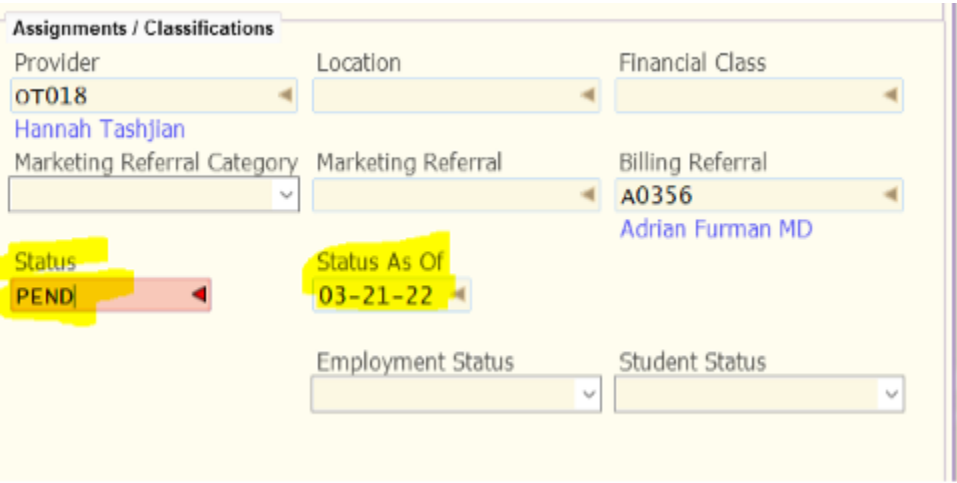 Assignments / Classifications
Provider Location Financial Class
OT018
Hannah Tashjian
Marketing Referral Category Marketing Referral Billing Referral
A0356
Adrian Furman MD
Status Status As Of
PEND 03-21-22
Employment Status Student Status